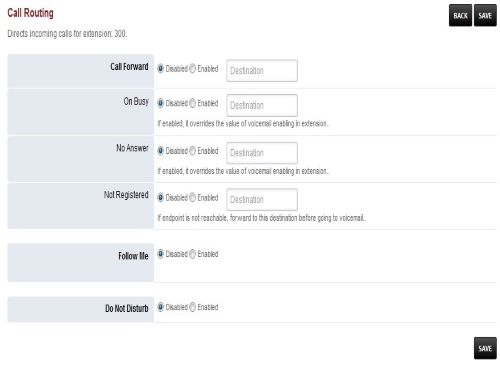 Call Routing
BACK SAVE
Directs incoming calls for extension: 300.
Call Forward Disabled Enabled Destination
On Busy Disabled Enabled Destination
If enabled, it overrides the value of voicemail enabling in extension..
No Answer Disabled Enabled Destination
If enabled, it overrides the value of voicemail enabling in extension..
Not Registered Disabled Enabled Destination
If endpoint is not reachable, forward to this destination before going to voicemail..
Follow Me Disabled Enabled
Do Not Disturb Disabled Enabled
SAVE